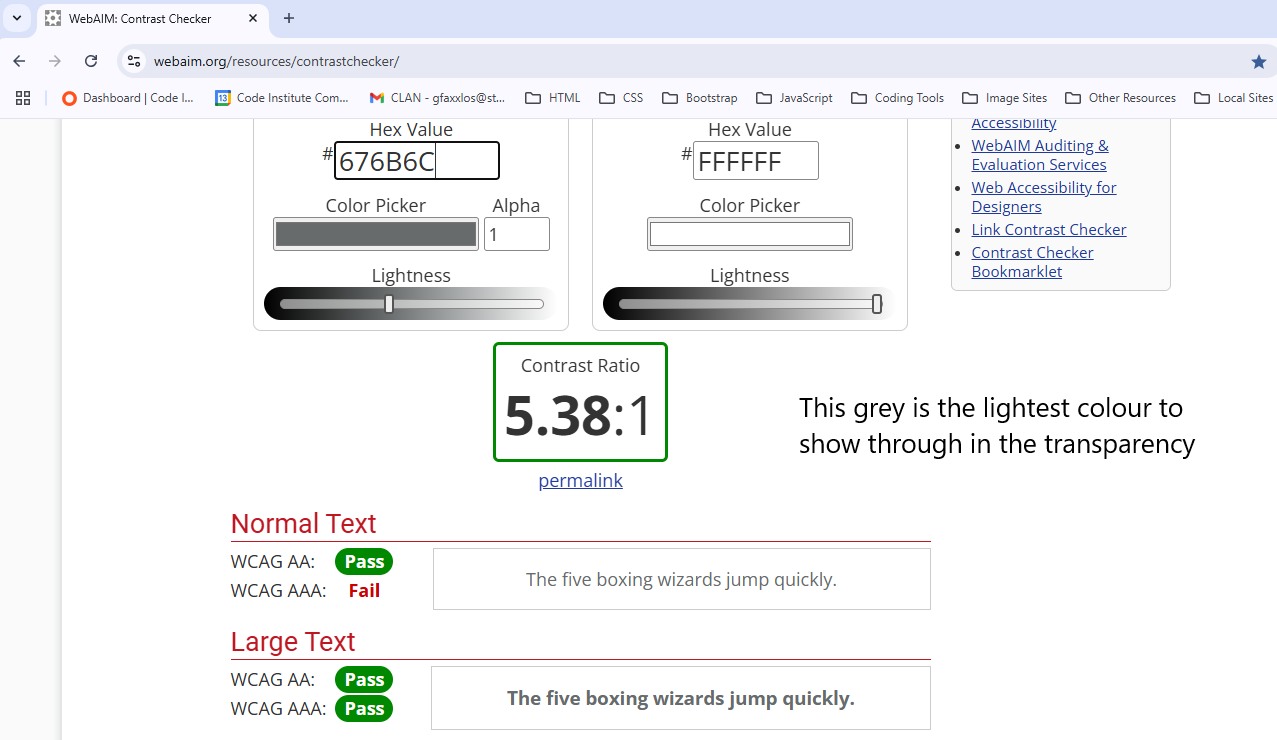 WebAIM: Contrast Checker
webaim.org/resources/contrastchecker/
Dashboard | Code I... 13 Code Institute Com... CLAN - gfaxxlos@st... HTML CSS Bootstrap JavaScript Coding Tools Image Sites Other Resources Local Sites
Hex Value
#676B6C
Color Picker Alpha
1
Lightness
Hex Value
#FFFFFF
Color Picker
Lightness
Accessibility
WebAIM Auditing &
Evaluation Services
Web Accessibility for
Designers
Link Contrast Checker
Contrast Checker
Bookmarklet
Contrast Ratio
5.38:1
permalink
This grey is the lightest colour to
show through in the transparency
Normal Text
WCAG AA: Pass
WCAG AAA: Fail
The five boxing wizards jump quickly.
Large Text
WCAG AA: Pass
WCAG AAA: Pass
The five boxing wizards jump quickly.